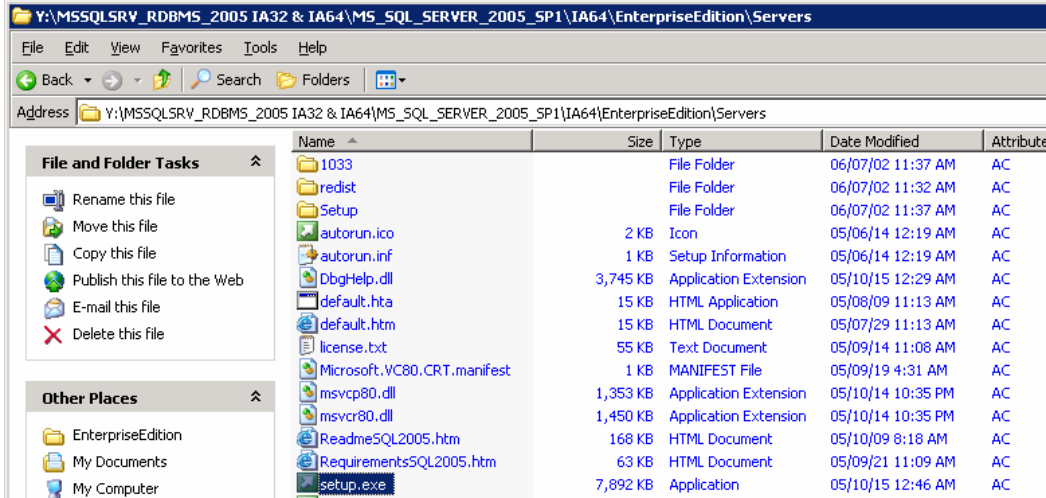 Y:\MSSQLSRV_RDBMS_2005 IA32 & IA64\MS_SQL_SERVER_2005_SP1\IA64\EnterpriseEdition\Servers
File Edit View Favorites Tools Help
Back Search Folders
Address Y:\MSSQLSRV_RDBMS_2005 IA32 & IA64\MS_SQL_SERVER_2005_SP1\IA64\EnterpriseEdition\Servers
File and Folder Tasks
Rename this file
Move this file
Copy this file
Publish this file to the Web
E-mail this file
Delete this file
Other Places
EnterpriseEdition
My Documents
My Computer
Name Size Type Date Modified Attribute
1033 File Folder 06/07/02 11:37 AM AC
redist File Folder 06/07/02 11:32 AM AC
Setup File Folder 06/07/02 11:37 AM AC
autorun.ico 2 KB Icon 05/06/14 12:19 AM AC
autorun.inf 1 KB Setup Information 05/06/14 12:19 AM AC
DbgHelp.dll 3,745 KB Application Extension 05/10/15 12:29 AM AC
default.hta 15 KB HTML Application 05/08/09 11:13 AM AC
default.htm 15 KB HTML Document 05/07/29 11:13 AM AC
license.txt 55 KB Text Document 05/09/14 11:08 AM AC
Microsoft.VC80.CRT.manifest 1 KB MANIFEST File 05/09/19 4:31 AM AC
msvcp80.dll 1,353 KB Application Extension 05/10/14 10:35 PM AC
msvcr80.dll 1,450 KB Application Extension 05/10/14 10:35 PM AC
ReadmeSQL2005.htm 168 KB HTML Document 05/10/09 8:18 AM AC
RequirementsSQL2005.htm 63 KB HTML Document 05/09/21 11:09 AM AC
setup.exe 7,892 KB Application 05/10/15 12:46 AM AC